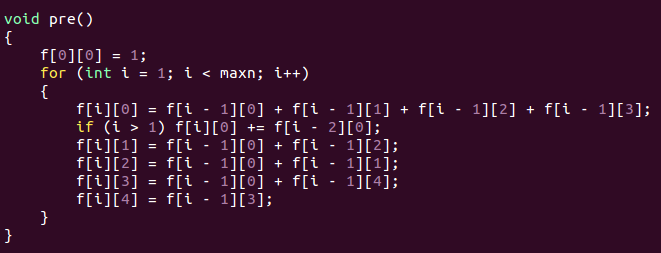 void pre()
{
    f[0][0] = 1;
    for (int i = 1; i < maxn; i++)
    {
        f[i][0] = f[i - 1][0] + f[i - 1][1] + f[i - 1][2] + f[i - 1][3];
        if (i > 1) f[i][0] += f[i - 2][0];
        f[i][1] = f[i - 1][0] + f[i - 1][2];
        f[i][2] = f[i - 1][0] + f[i - 1][1];
        f[i][3] = f[i - 1][0] + f[i - 1][4];
        f[i][4] = f[i - 1][3];
    }
}